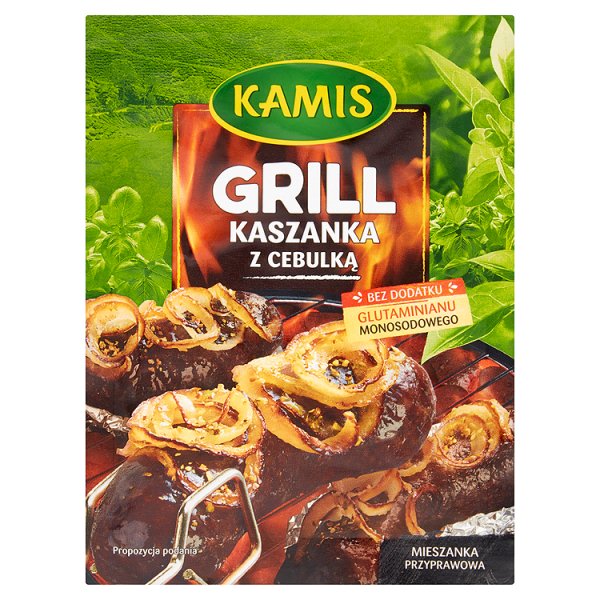 KAMIS
GRILL
KASZANKA
Z CEBULKĄ
BEZ DODATKU
GLUTAMINIANU
MONOSODOWEGO
Propozycja podania
MIESZANKA
PRZYPRAWOWA